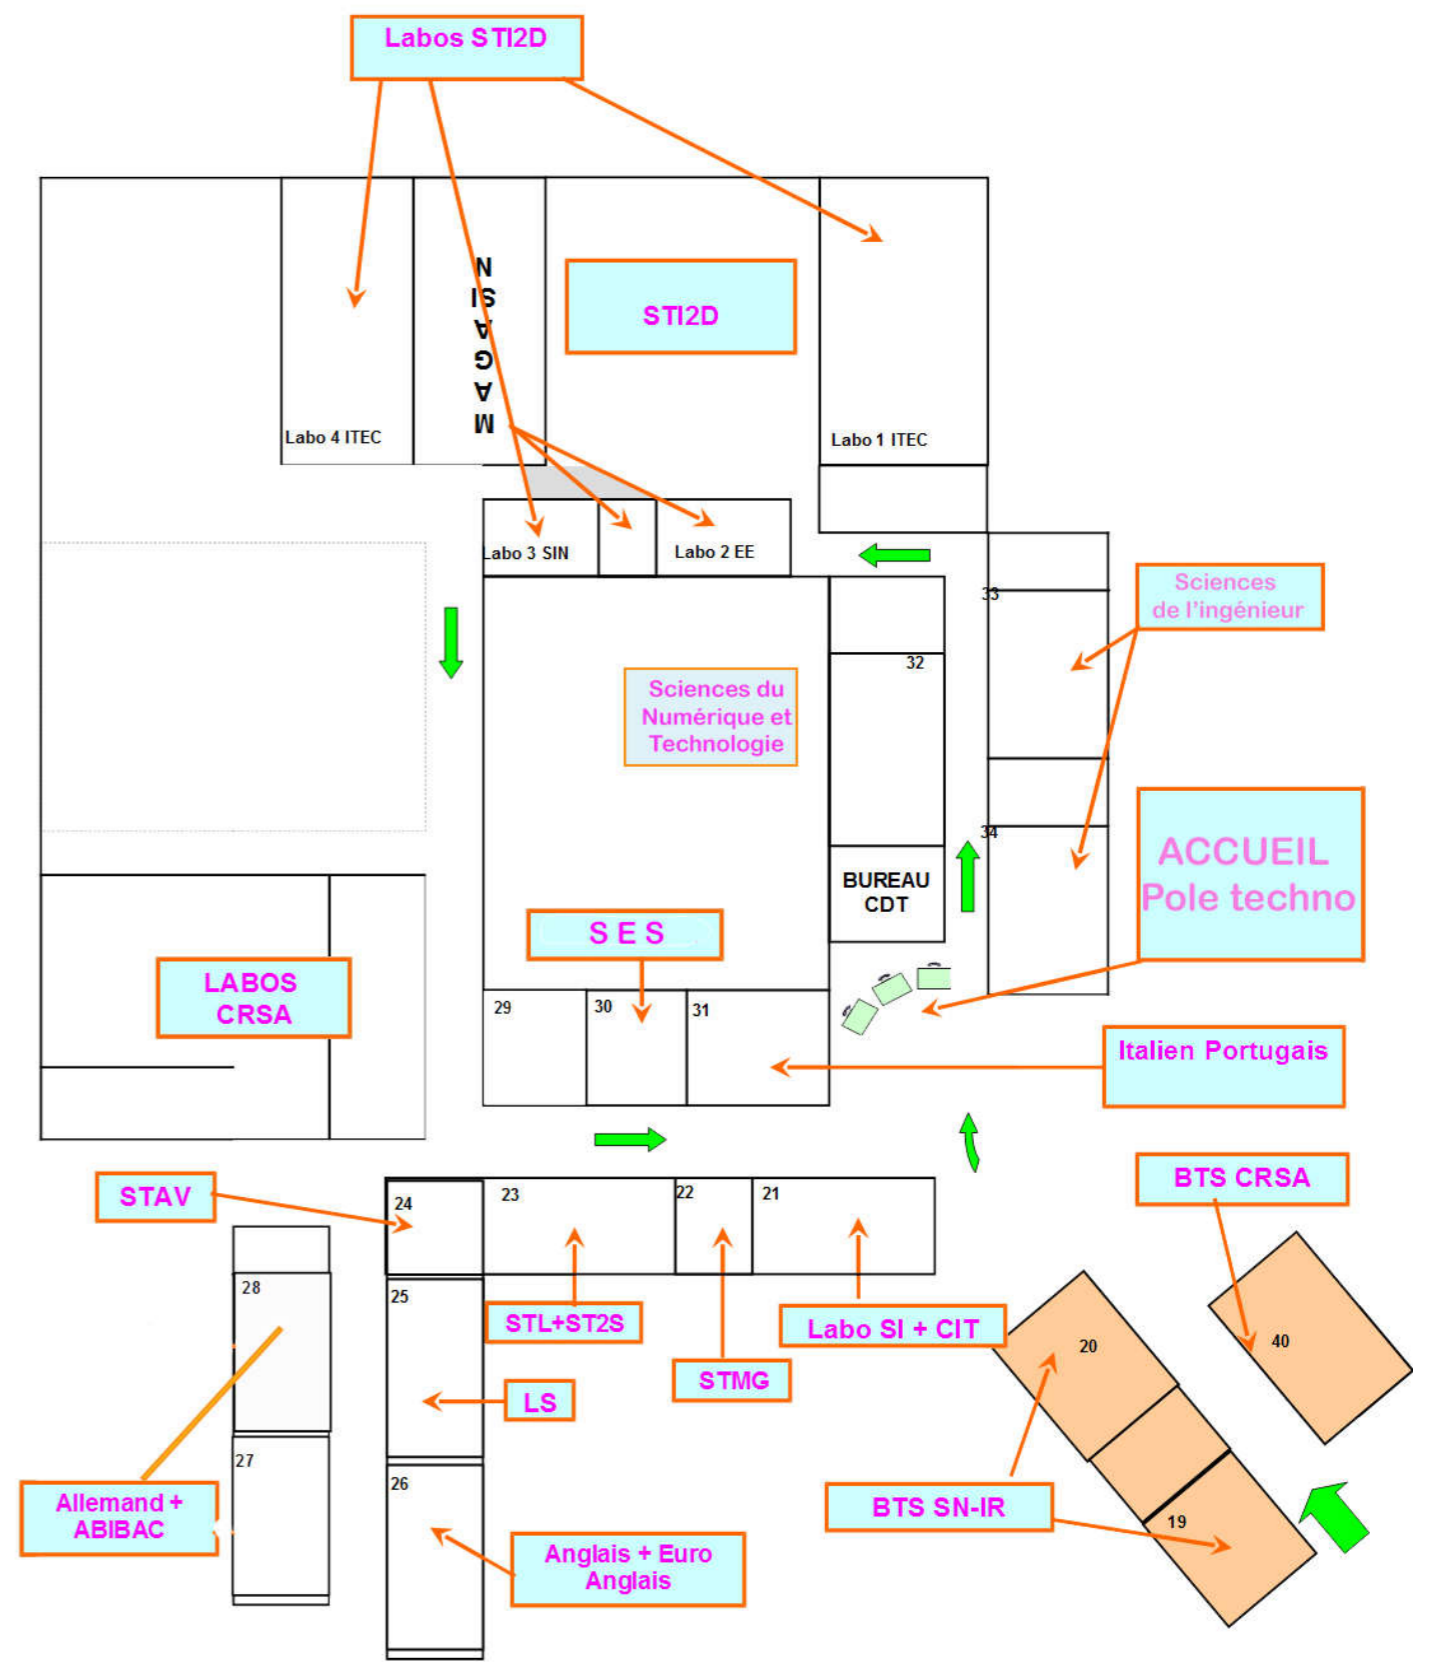 Labos STI2D
MAGASIN
STI2D
Labo 4 ITEC
Labo 1 ITEC
Labo 3 SIN
Labo 2 EE
Sciences
de l'ingénieur
33
32
Sciences du
Numérique et
Technologie
34
ACCUEIL
Pole techno
BUREAU
CDT
S E S
LABOS
CRSA
29
30
31
Italien Portugais
BTS CRSA
STAV
24
23
22
21
28
25
STL+ST2S
Labo SI + CIT
20
40
STMG
LS
27
26
Allemand +
ABIBAC
BTS SN-IR
19
Anglais + Euro
Anglais